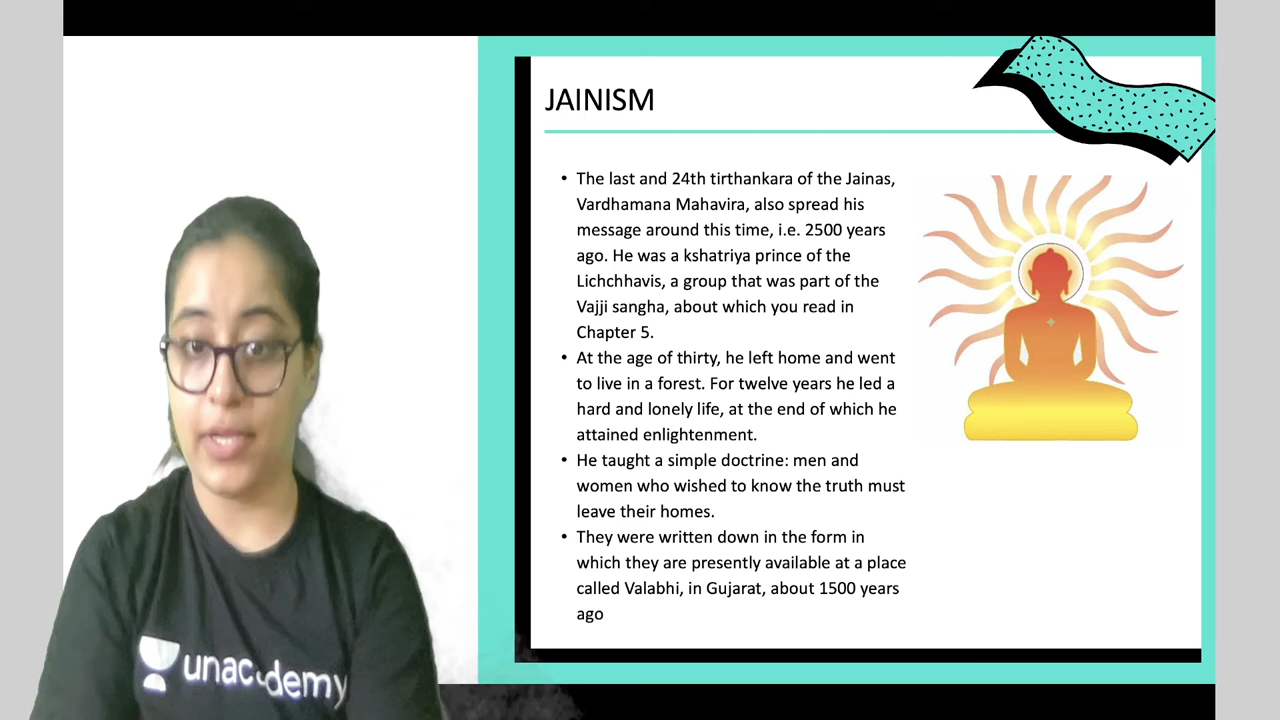 JAINISM
• The last and 24th tirthankara of the Jainas,
Vardhamana Mahavira, also spread his
message around this time, i.e. 2500 years
ago. He was a kshatriya prince of the
Lichchhavis, a group that was part of the
Vajji sangha, about which you read in
Chapter 5.
• At the age of thirty, he left home and went
to live in a forest. For twelve years he led a
hard and lonely life, at the end of which he
attained enlightenment.
• He taught a simple doctrine: men and
women who wished to know the truth must
leave their homes.
• They were written down in the form in
which they are presently available at a place
called Valabhi, in Gujarat, about 1500 years
ago
unacademy